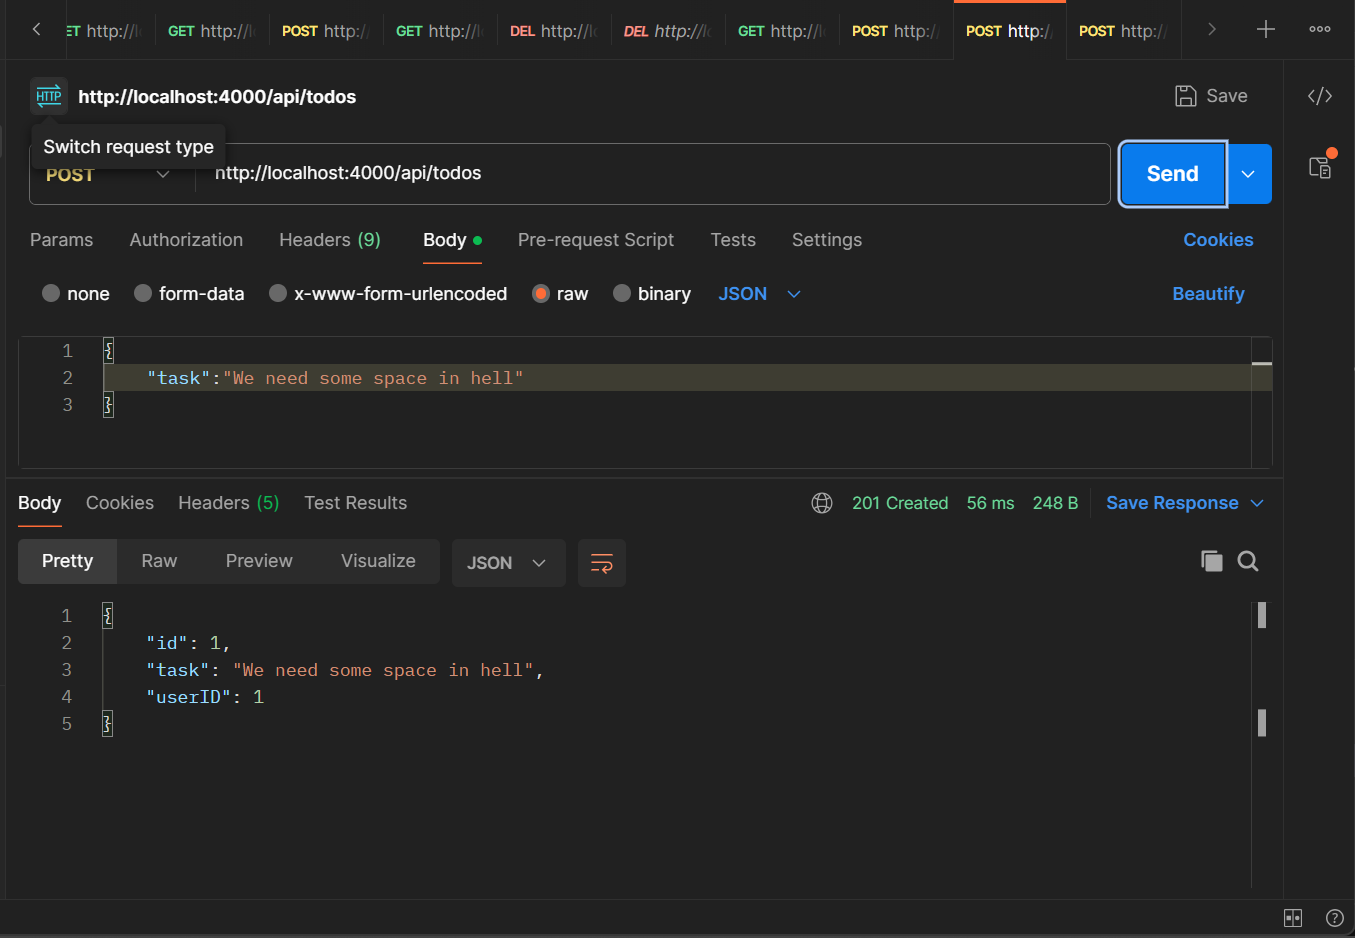 ET http://l
GET http://l
POST http:/
GET http://l
DEL http://l
DEL http://l
GET http://l
POST http:/
POST http:/
POST http:/
HTTP http://localhost:4000/api/todos
Save
Switch request type
POST http://localhost:4000/api/todos
Send
Params Authorization Headers (9) Body Pre-request Script Tests Settings Cookies
none form-data x-www-form-urlencoded raw binary JSON Beautify
1 {
2 "task":"We need some space in hell"
3 }
Body Cookies Headers (5) Test Results 201 Created 56 ms 248 B Save Response
Pretty Raw Preview Visualize JSON
1 {
2 "id": 1,
3 "task": "We need some space in hell",
4 "userID": 1
5 }